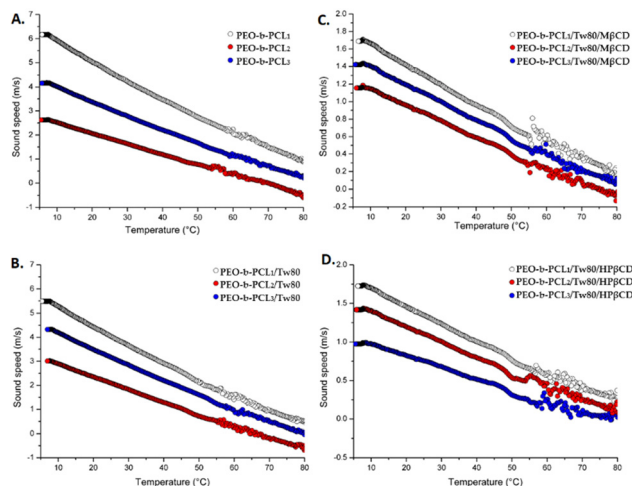 A.
PEO-b-PCL₁
PEO-b-PCL₂
PEO-b-PCL₃
Sound speed (m/s)
7
6
5
4
3
2
1
0
-1
10 20 30 40 50 60 70 80
Temperature (°C)
C.
PEO-b-PCL₁/Tw80/MβCD
PEO-b-PCL₂/Tw80/MβCD
PEO-b-PCL₃/Tw80/MβCD
Sound speed (m/s)
2.0
1.8
1.6
1.4
1.2
1.0
0.8
0.6
0.4
0.2
0.0
0.2
10 20 30 40 50 60 70 80
Temperature (°C)
B.
PEO-b-PCL₁/Tw80
PEO-b-PCL₂/Tw80
PEO-b-PCL₃/Tw80
Sound speed (m/s)
7
6
5
4
3
2
1
0
-1
10 20 30 40 50 60 70 80
Temperature (°C)
D.
PEO-b-PCL₁/Tw80/HPβCD
PEO-b-PCL₂/Tw80/HPβCD
PEO-b-PCL₃/Tw80/HPβCD
Sound speed (m/s)
2.0
1.5
1.0
0.5
0.0
0.5
10 20 30 40 50 60 70 80
Temperature (°C)